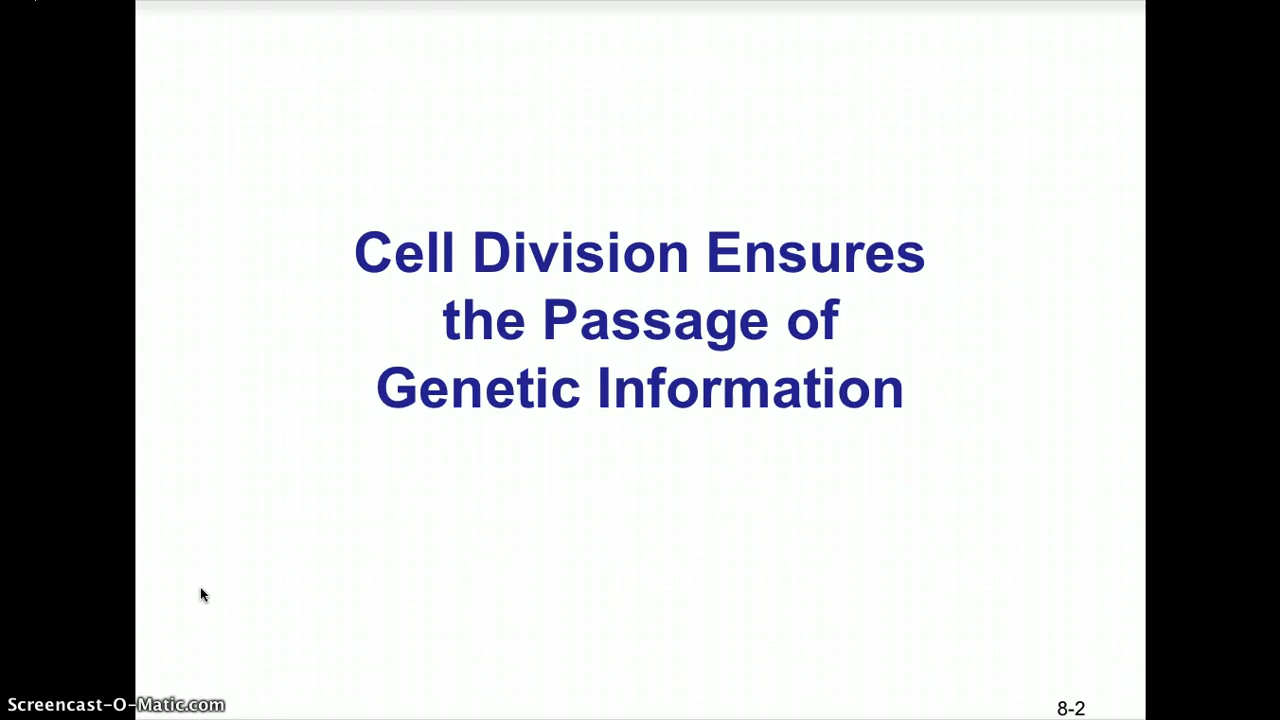 Cell Division Ensures
the Passage of
Genetic Information
Screencast-O-Matic.com
8-2